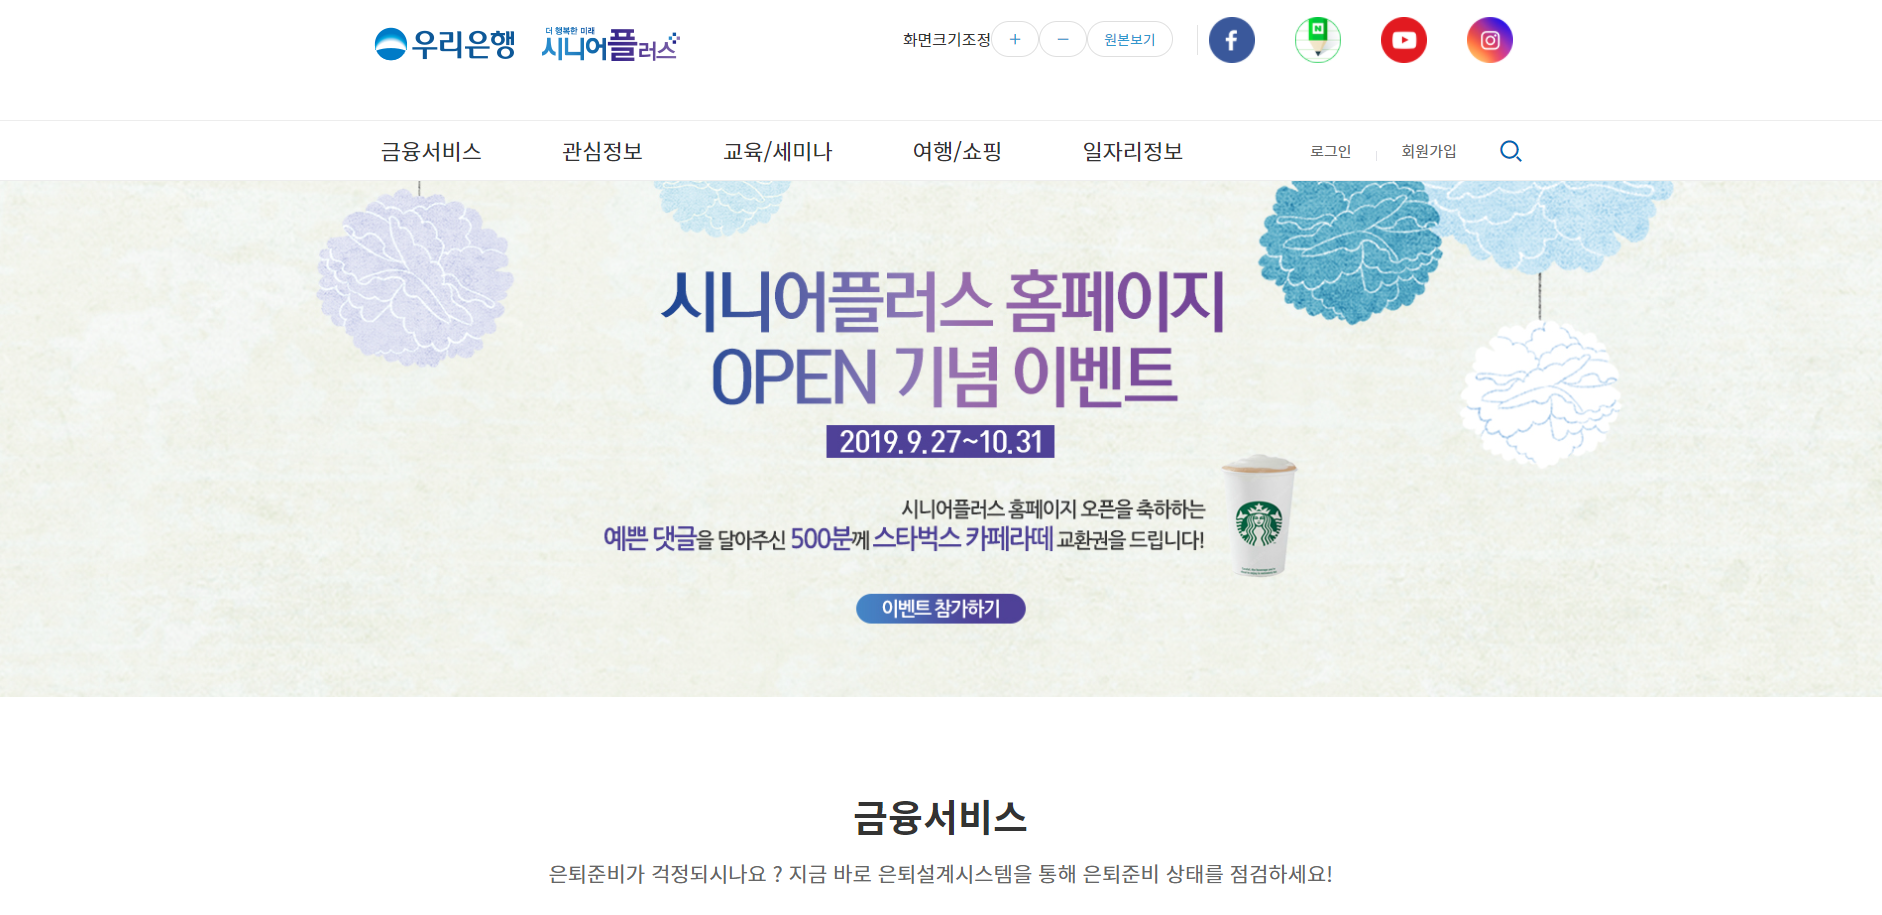 우리은행
더 행복한 미래
시니어플러스
화면크기조정 + − 원본보기
금융서비스 관심정보 교육/세미나 여행/쇼핑 일자리정보 로그인 회원가입
시니어플러스 홈페이지
OPEN 기념 이벤트
2019.9.27~10.31
시니어플러스 홈페이지 오픈을 축하하는
예쁜 댓글을 달아주신 500분께 스타벅스 카페라떼 교환권을 드립니다!
이벤트 참가하기
금융서비스
은퇴준비가 걱정되시나요 ? 지금 바로 은퇴설계시스템을 통해 은퇴준비 상태를 점검하세요!